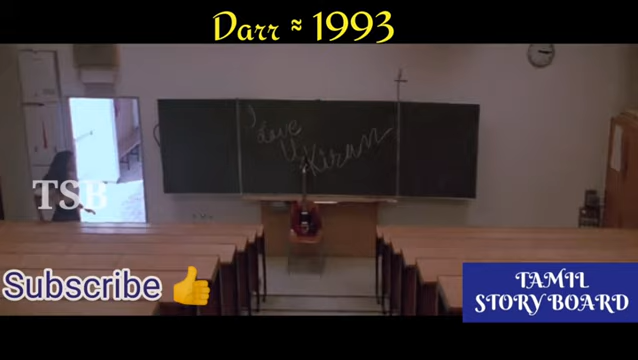 Darr ≈ 1993
I
Love
U
Kiran
TSB
Subscribe
TAMIL
STORY BOARD